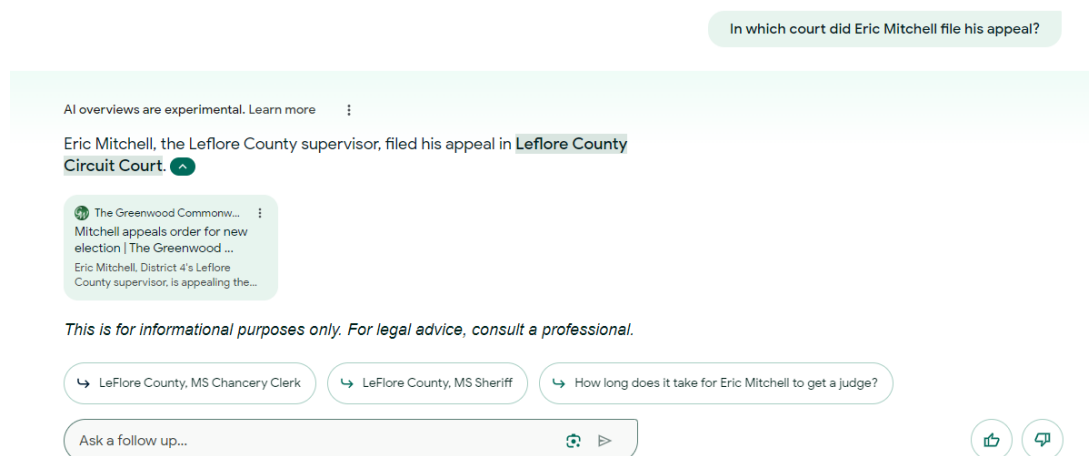 In which court did Eric Mitchell file his appeal?
AI overviews are experimental. Learn more
Eric Mitchell, the Leflore County supervisor, filed his appeal in Leflore County
Circuit Court.
The Greenwood Commonw...
Mitchell appeals order for new
election | The Greenwood ...
Eric Mitchell, District 4's Leflore
County supervisor, is appealing the...
This is for informational purposes only. For legal advice, consult a professional.
LeFlore County, MS Chancery Clerk
LeFlore County, MS Sheriff
How long does it take for Eric Mitchell to get a judge?
Ask a follow up...